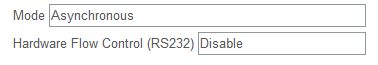 Mode Asynchronous
Hardware Flow Control (RS232) Disable